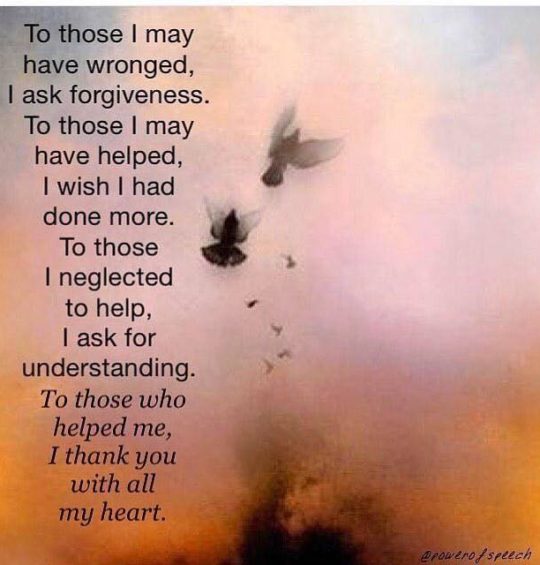 To those I may
have wronged,
I ask forgiveness.
To those I may
have helped,
I wish I had
done more.
To those
I neglected
to help,
I ask for
understanding.
To those who
helped me,
I thank you
with all
my heart.
@powerofspeech